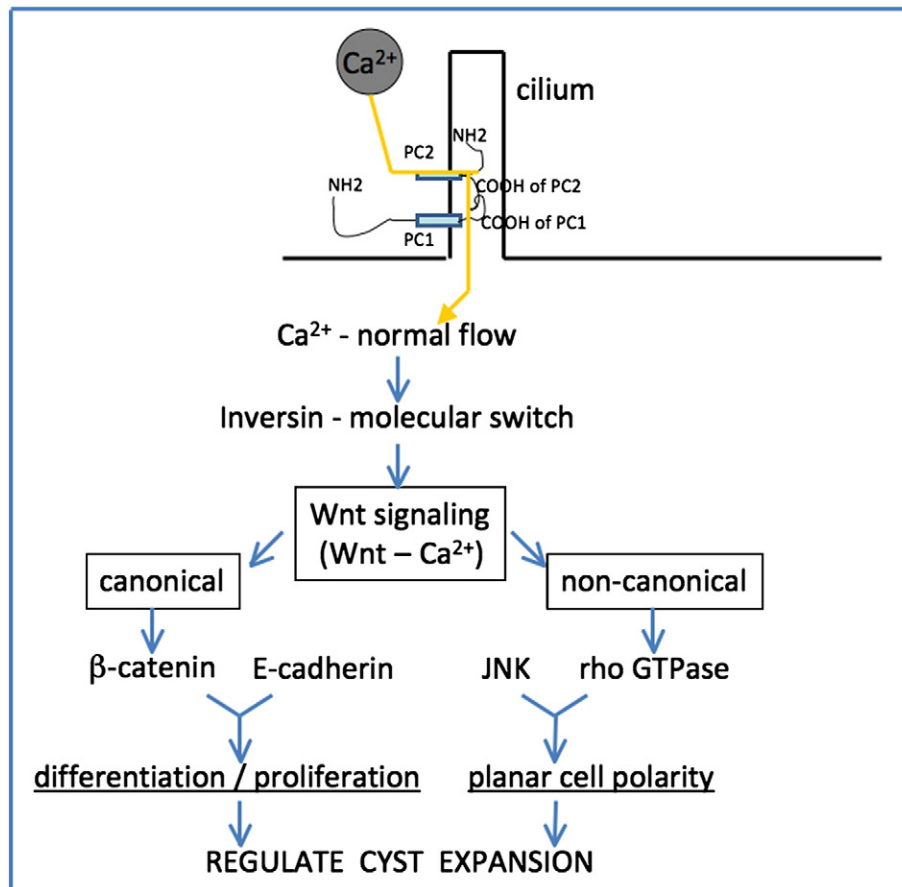 Ca²⁺
cilium
NH2
PC2
NH2
COOH of PC2
COOH of PC1
PC1
Ca²⁺ - normal flow
Inversin - molecular switch
Wnt signaling
(Wnt – Ca²⁺)
canonical
non-canonical
β-catenin E-cadherin
JNK rho GTPase
differentiation / proliferation
planar cell polarity
REGULATE CYST EXPANSION